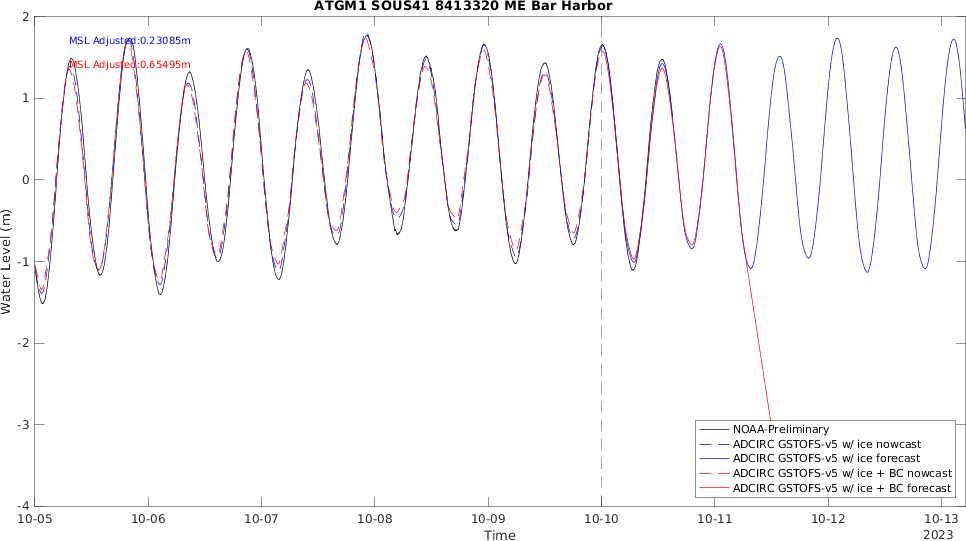 ATGM1 SOUS41 8413320 ME Bar Harbor
MSL Adjusted:0.23085m
MSL Adjusted:0.65495m
2
1
0
-1
-2
-3
-4
Water Level (m)
10-05 10-06 10-07 10-08 10-09 10-10 10-11 10-12 10-13
2023
Time
NOAA-Preliminary
ADCIRC GSTOFS-v5 w/ ice nowcast
ADCIRC GSTOFS-v5 w/ ice forecast
ADCIRC GSTOFS-v5 w/ ice + BC nowcast
ADCIRC GSTOFS-v5 w/ ice + BC forecast